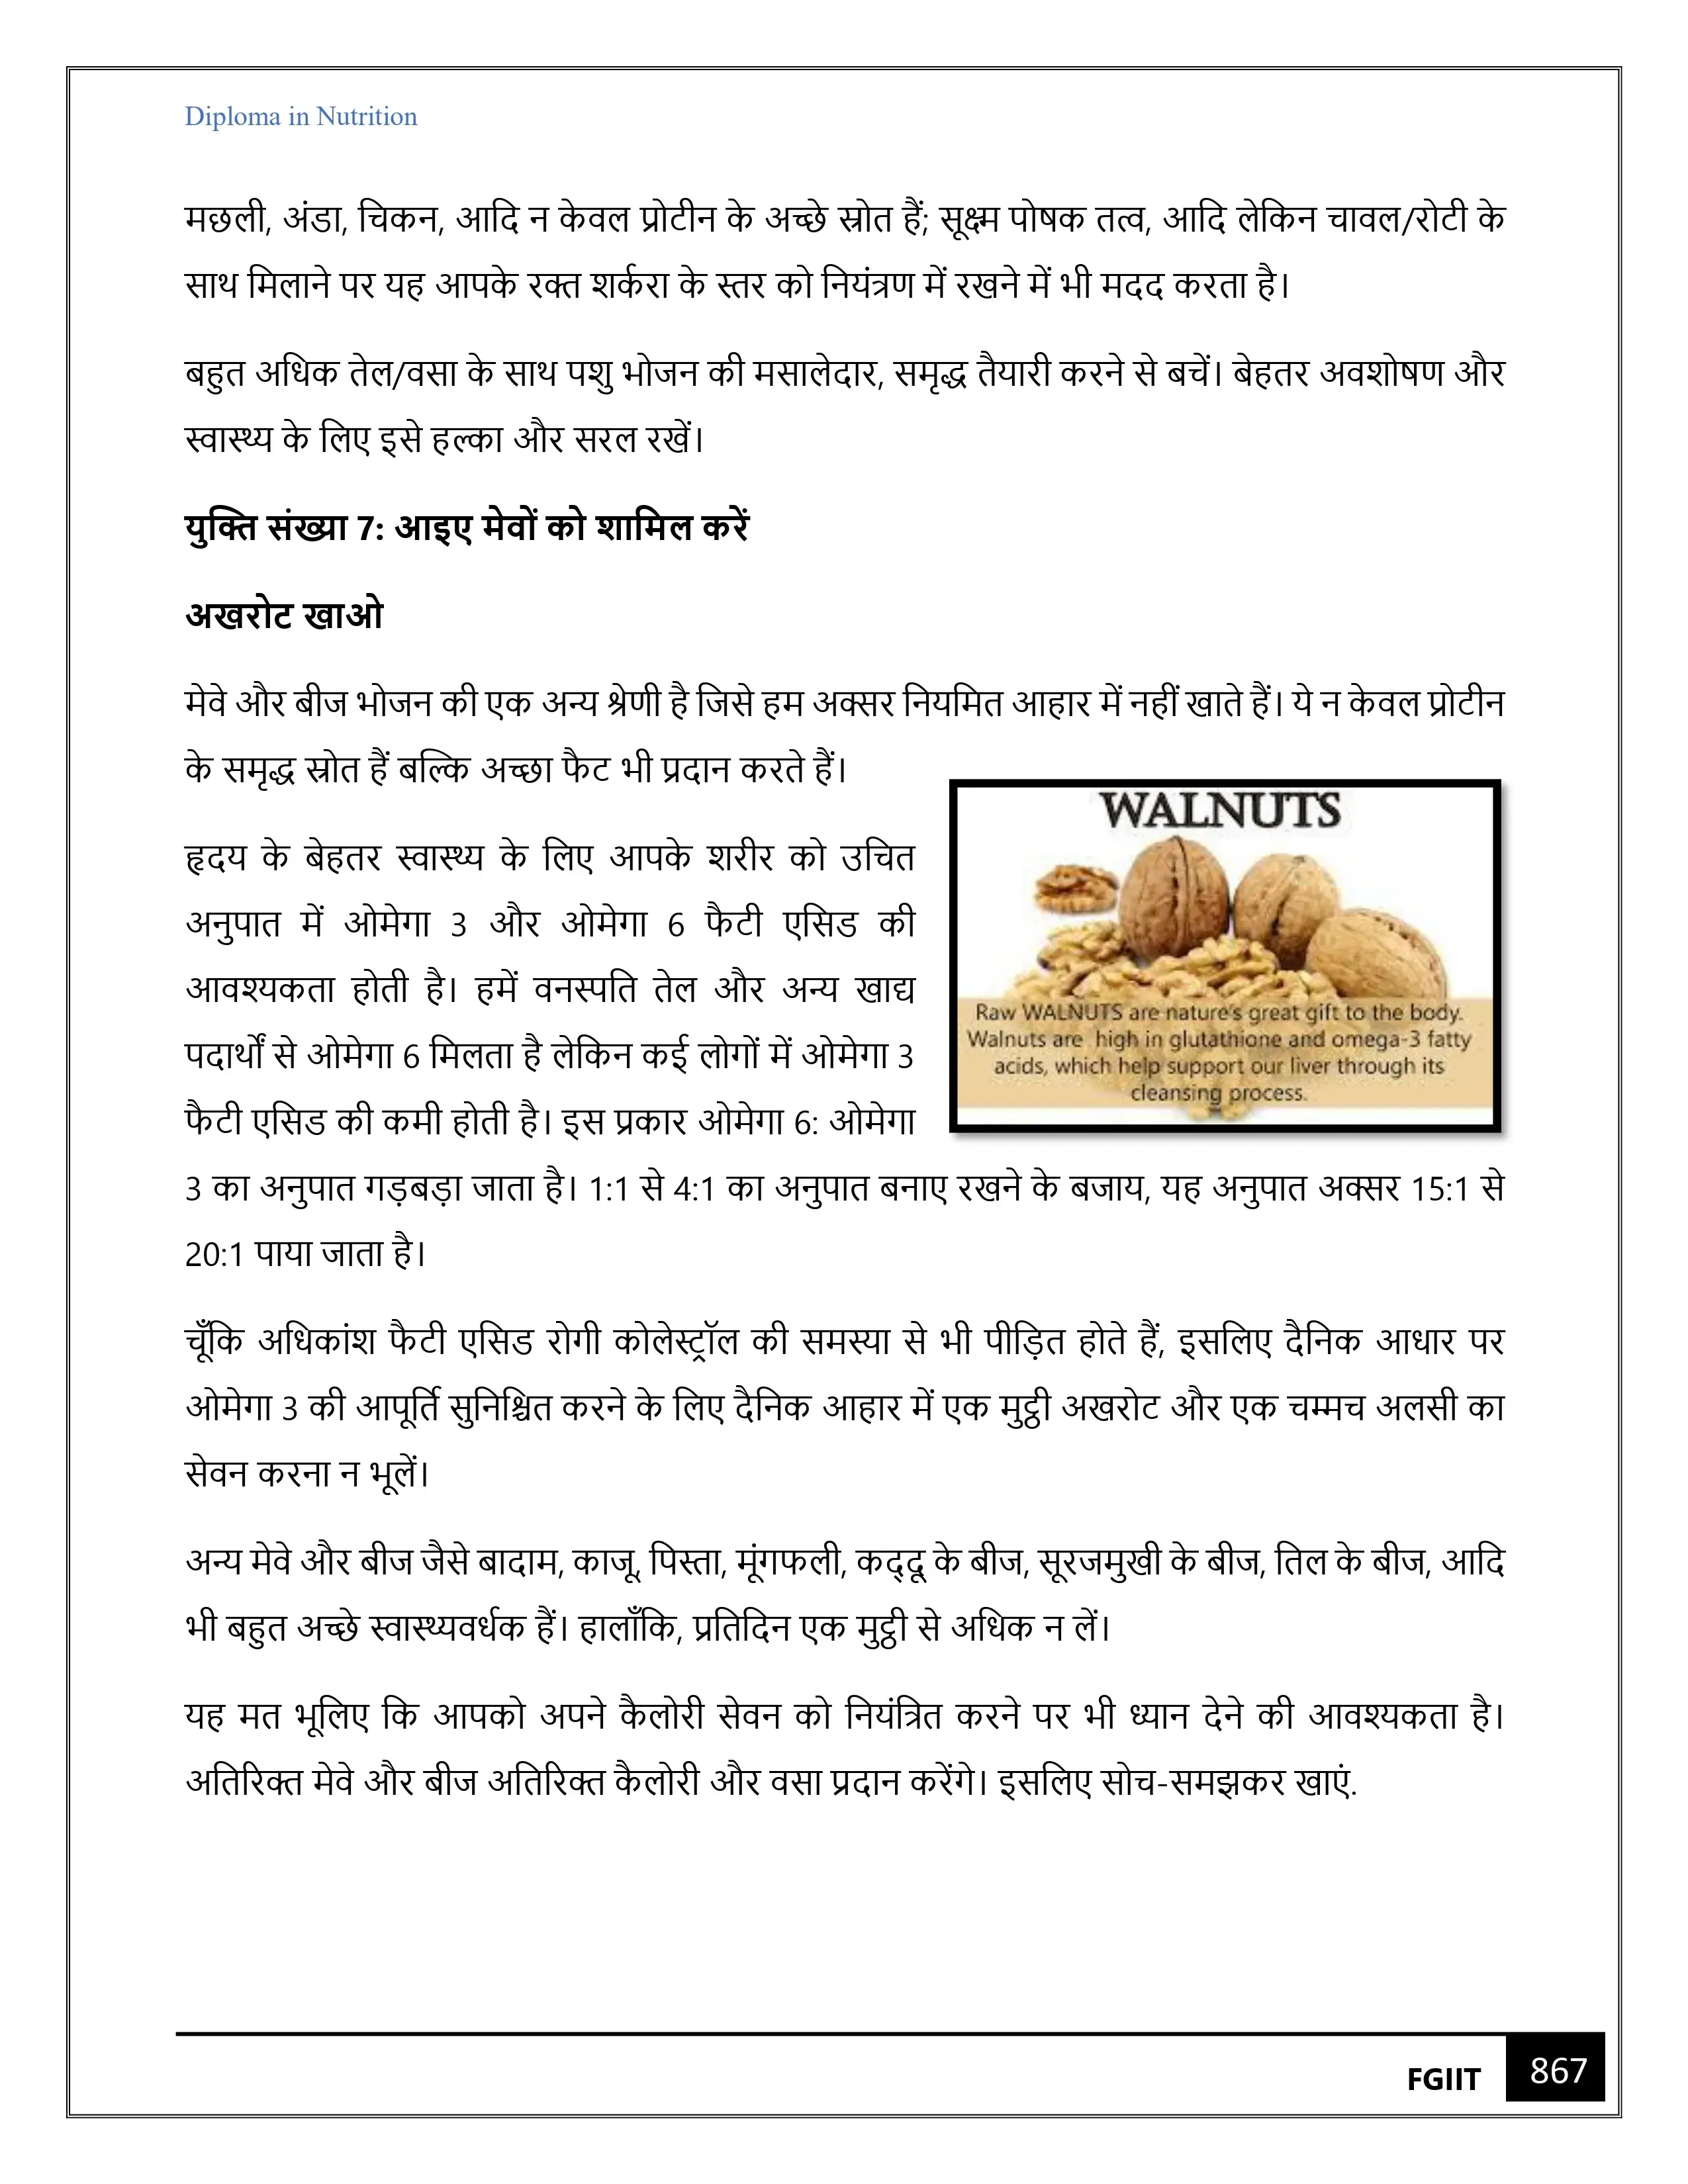 Diploma in Nutrition
मछली, अंडा, चिकन, आदि न केवल प्रोटीन के अच्छे स्रोत हैं; सूक्ष्म पोषक तत्व, आदि लेकिन चावल/रोटी के
साथ मिलाने पर यह आपके रक्त शर्करा के स्तर को नियंत्रण में रखने में भी मदद करता है।
बहुत अधिक तेल/वसा के साथ पशु भोजन की मसालेदार, समृद्ध तैयारी करने से बचें। बेहतर अवशोषण और
स्वास्थ्य के लिए इसे हल्का और सरल रखें।
युक्ति संख्या 7: आइए मेवों को शामिल करें
अखरोट खाओ
मेवे और बीज भोजन की एक अन्य श्रेणी है जिसे हम अक्सर नियमित आहार में नहीं खाते हैं। ये न केवल प्रोटीन
के समृद्ध स्रोत हैं बल्कि अच्छा फैट भी प्रदान करते हैं।
हृदय के बेहतर स्वास्थ्य के लिए आपके शरीर को उचित
अनुपात में ओमेगा 3 और ओमेगा 6 फैटी एसिड की
आवश्यकता होती है। हमें वनस्पति तेल और अन्य खाद्य
पदार्थों से ओमेगा 6 मिलता है लेकिन कई लोगों में ओमेगा 3
फैटी एसिड की कमी होती है। इस प्रकार ओमेगा 6: ओमेगा
3 का अनुपात गड़बड़ा जाता है। 1:1 से 4:1 का अनुपात बनाए रखने के बजाय, यह अनुपात अक्सर 15:1 से
20:1 पाया जाता है।
WALNUTS
Raw WALNUTS are nature's great gift to the body.
Walnuts are high in glutathione and omega-3 fatty
acids, which help support our liver through its
cleansing process.
चूँकि अधिकांश फैटी एसिड रोगी कोलेस्ट्रॉल की समस्या से भी पीड़ित होते हैं, इसलिए दैनिक आधार पर
ओमेगा 3 की आपूर्ति सुनिश्चित करने के लिए दैनिक आहार में एक मुट्ठी अखरोट और एक चम्मच अलसी का
सेवन करना न भूलें।
अन्य मेवे और बीज जैसे बादाम, काजू, पिस्ता, मूंगफली, कद्दू के बीज, सूरजमुखी के बीज, तिल के बीज, आदि
भी बहुत अच्छे स्वास्थ्यवर्धक हैं। हालाँकि, प्रतिदिन एक मुट्ठी से अधिक न लें।
यह मत भूलिए कि आपको अपने कैलोरी सेवन को नियंत्रित करने पर भी ध्यान देने की आवश्यकता है।
अतिरिक्त मेवे और बीज अतिरिक्त कैलोरी और वसा प्रदान करेंगे। इसलिए सोच-समझकर खाएं.
FGIIT 867